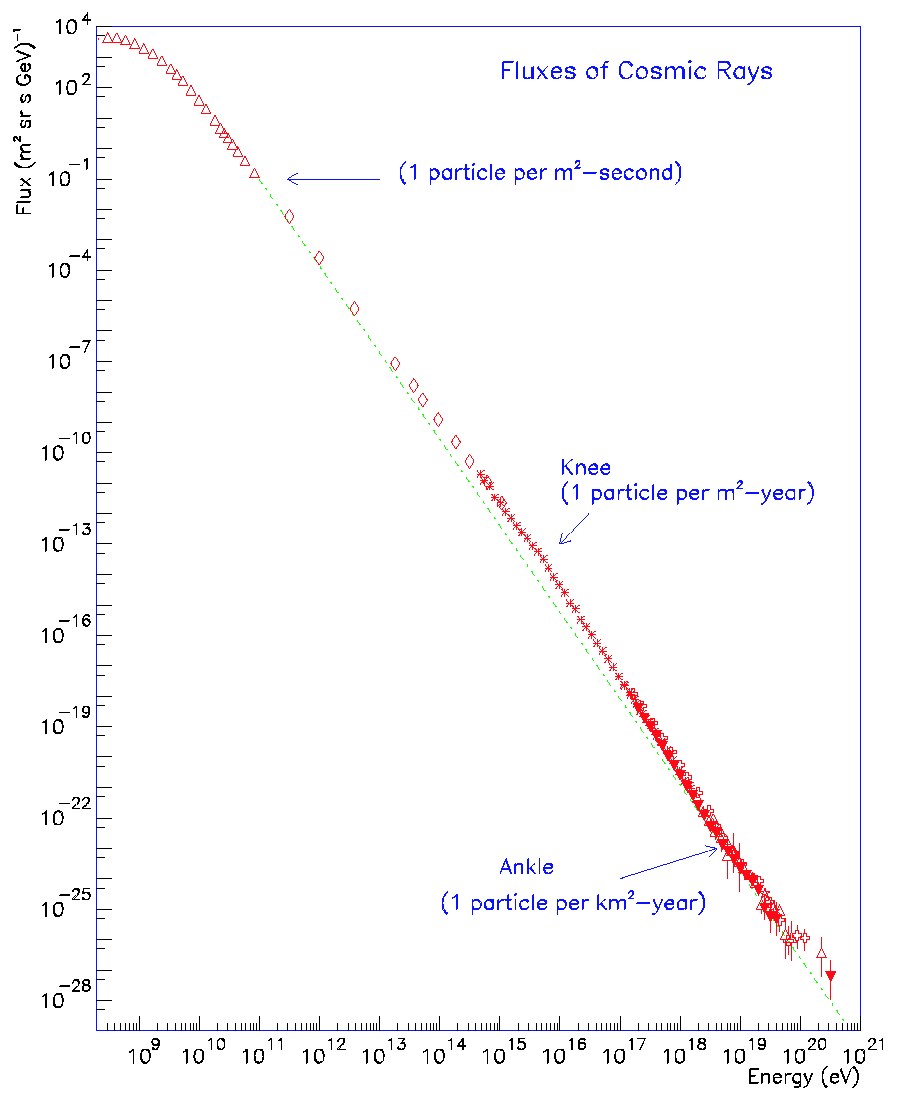 Fluxes of Cosmic Rays
Flux (m² sr s GeV)⁻¹
10⁴
10²
10⁻¹
10⁻⁴
10⁻⁷
10⁻¹⁰
10⁻¹³
10⁻¹⁶
10⁻¹⁹
10⁻²²
10⁻²⁵
10⁻²⁸
(1 particle per m²−second)
Knee
(1 particle per m²−year)
Ankle
(1 particle per km²−year)
10⁹ 10¹⁰ 10¹¹ 10¹² 10¹³ 10¹⁴ 10¹⁵ 10¹⁶ 10¹⁷ 10¹⁸ 10¹⁹ 10²⁰ 10²¹
Energy (eV)